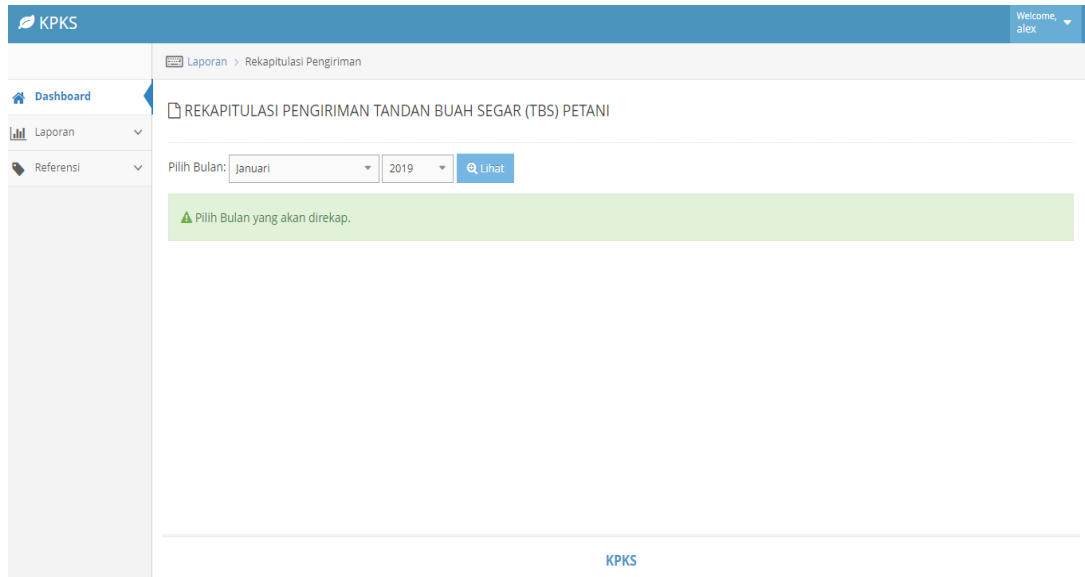 KPKS
Welcome,
alex
Laporan > Rekapitulasi Pengiriman
Dashboard
Laporan
Referensi
REKAPITULASI PENGIRIMAN TANDAN BUAH SEGAR (TBS) PETANI
Pilih Bulan: Januari 2019 Lihat
Pilih Bulan yang akan direkap.
KPKS